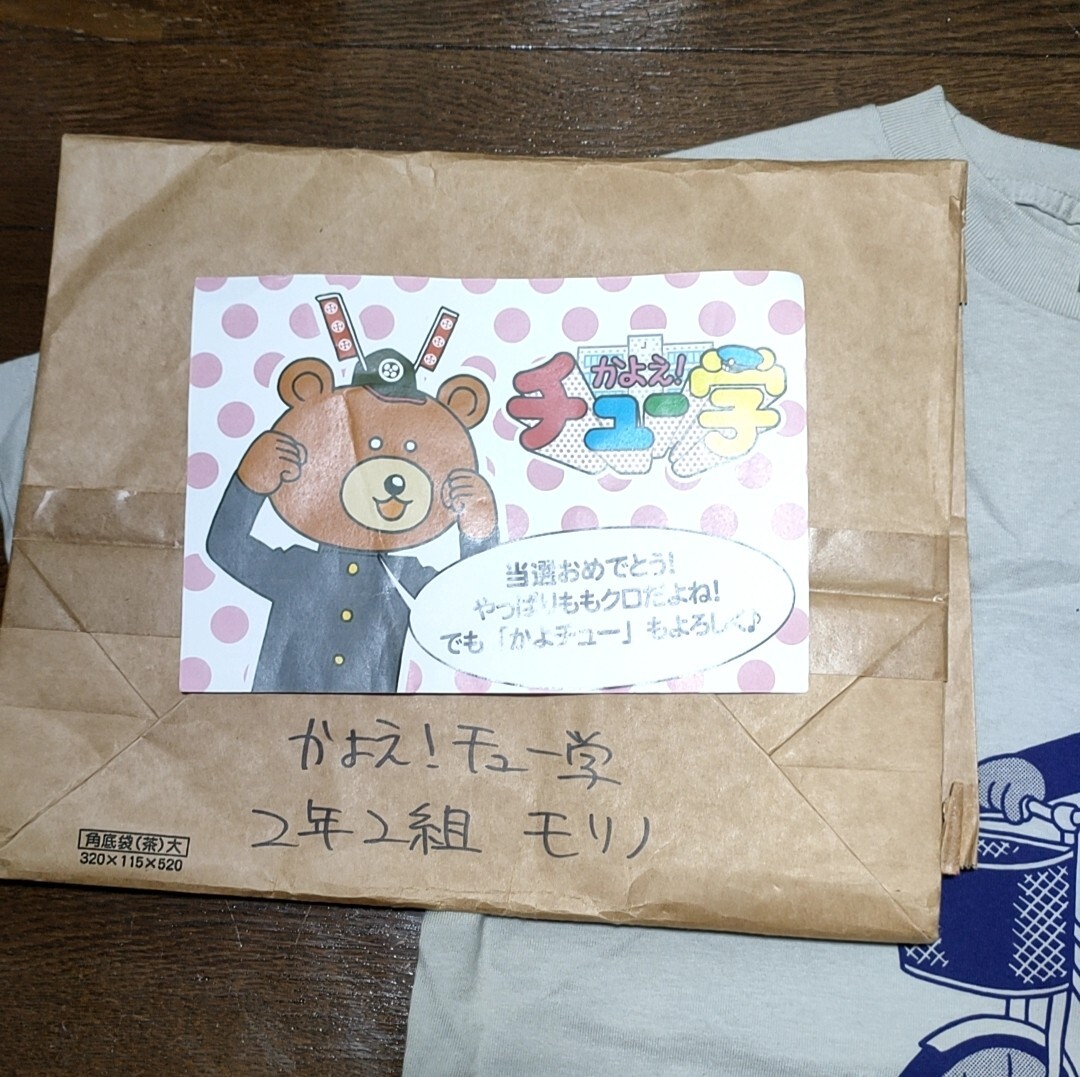 かよえ!
チュー学
当選おめでとう!
やっぱりももクロだよね!
でも「かよチュー」もよろしく♪
かよえ!チュー学
2年2組 モリノ
角底袋(茶)大
320×115×520